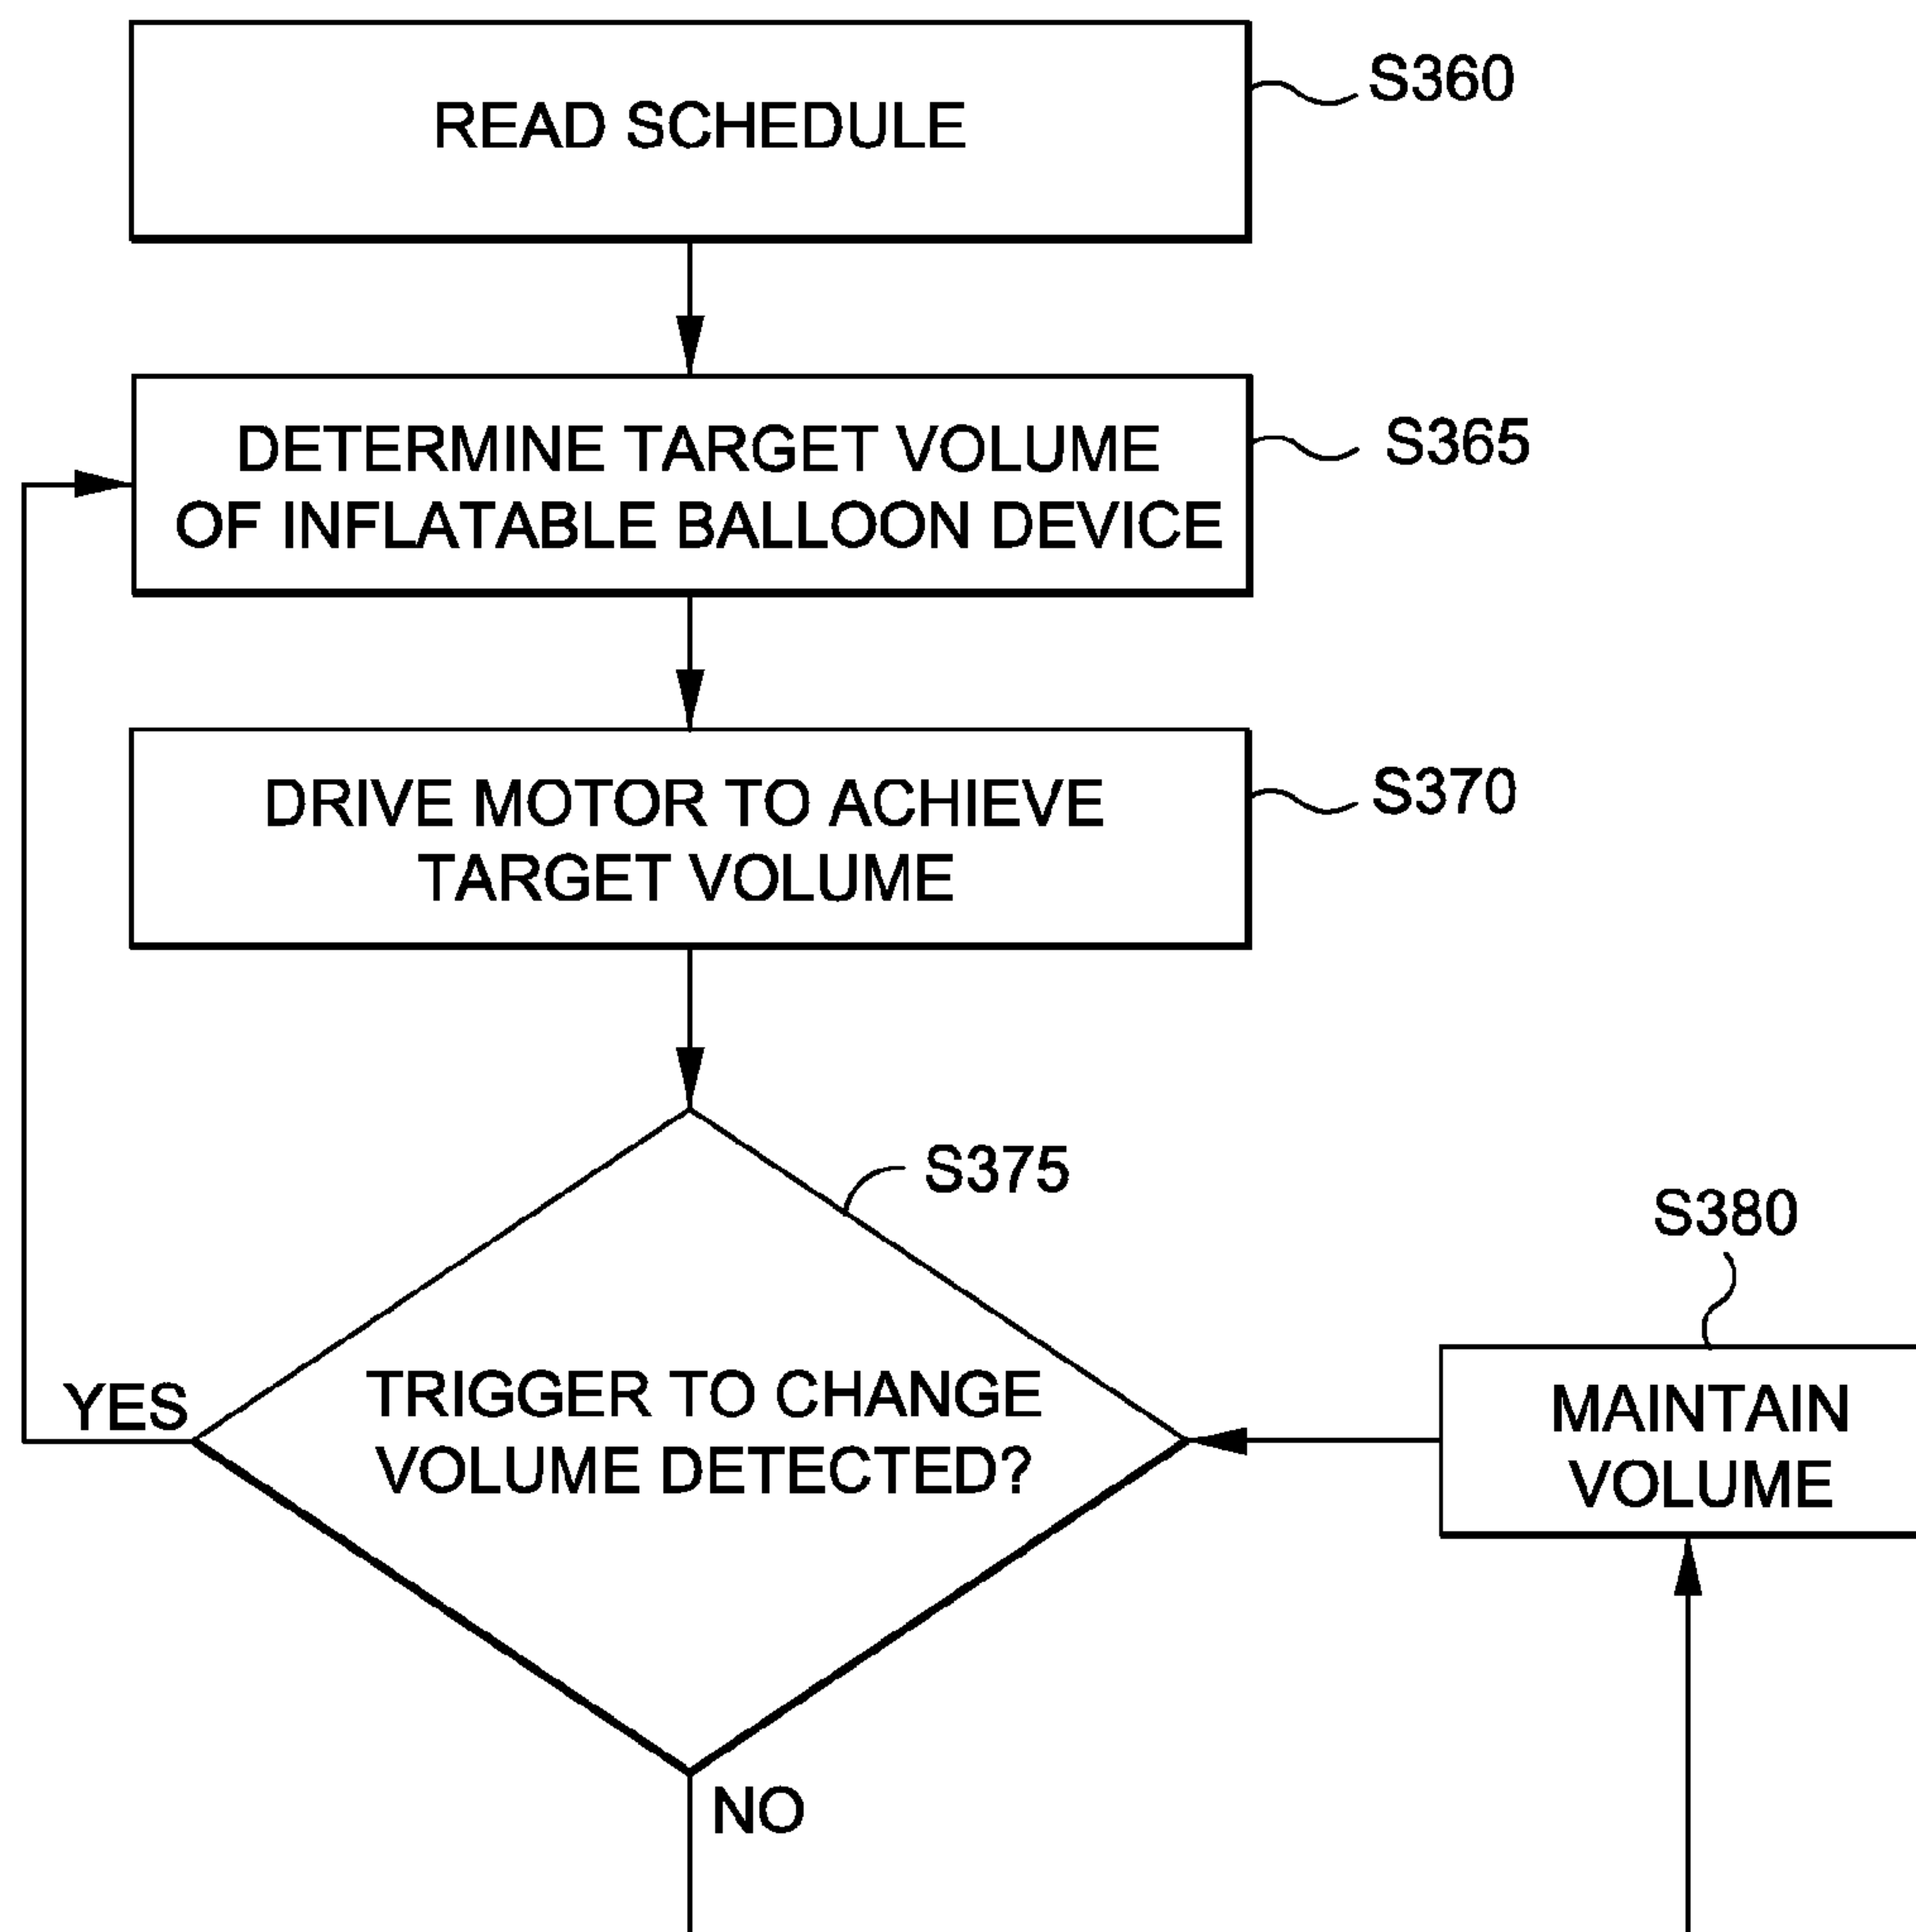 READ SCHEDULE
S360
DETERMINE TARGET VOLUME
OF INFLATABLE BALLOON DEVICE
S365
DRIVE MOTOR TO ACHIEVE
TARGET VOLUME
S370
S375
TRIGGER TO CHANGE
VOLUME DETECTED?
YES
NO
S380
MAINTAIN
VOLUME